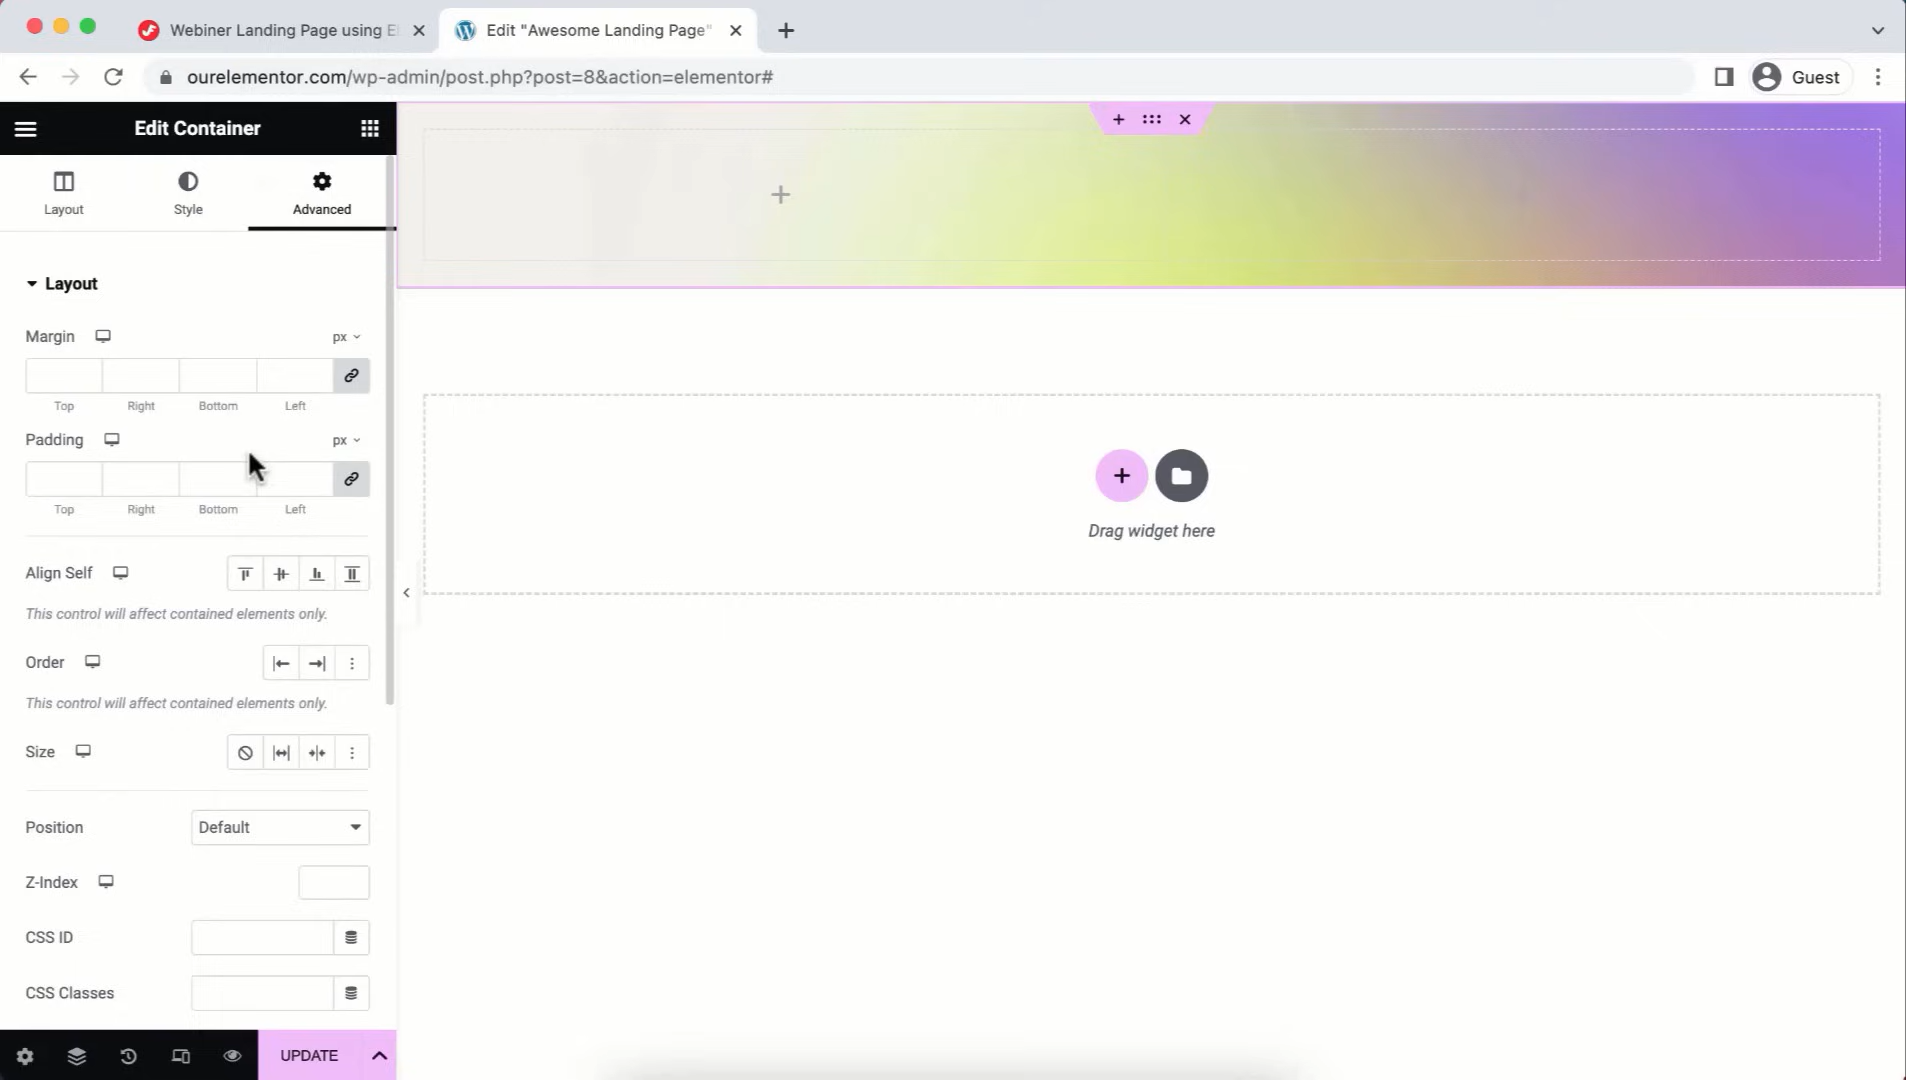 Webiner Landing Page using El
Edit "Awesome Landing Page"
ourelementor.com/wp-admin/post.php?post=8&action=elementor#
Guest
Edit Container
Layout
Style
Advanced
Layout
Margin
px
Top
Right
Bottom
Left
Padding
px
Top
Right
Bottom
Left
Align Self
This control will affect contained elements only.
Order
This control will affect contained elements only.
Size
Position
Default
Z-Index
CSS ID
CSS Classes
UPDATE
Drag widget here